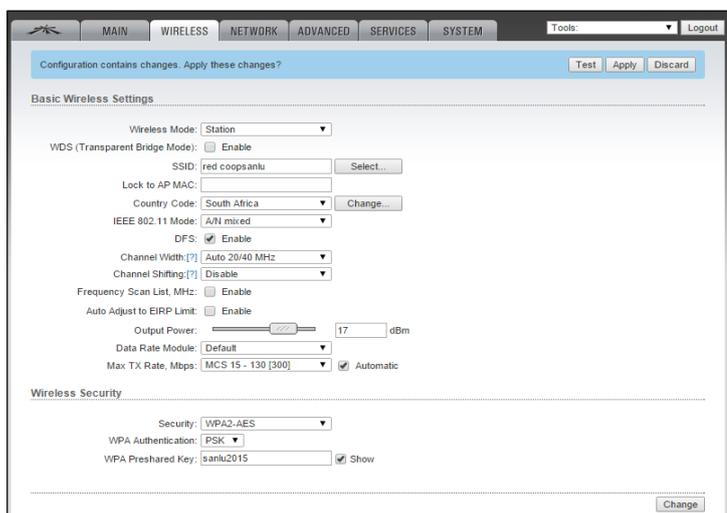 MAIN WIRELESS NETWORK ADVANCED SERVICES SYSTEM Tools: Logout
Configuration contains changes. Apply these changes? Test Apply Discard
Basic Wireless Settings
Wireless Mode: Station
WDS (Transparent Bridge Mode): Enable
SSID: red coopsanlu Select...
Lock to AP MAC:
Country Code: South Africa Change...
IEEE 802.11 Mode: A/N mixed
DFS: Enable
Channel Width:[?] Auto 20/40 MHz
Channel Shifting:[?] Disable
Frequency Scan List, MHz: Enable
Auto Adjust to EIRP Limit: Enable
Output Power: 17 dBm
Data Rate Module: Default
Max TX Rate, Mbps: MCS 15 - 130 [300] Automatic
Wireless Security
Security: WPA2-AES
WPA Authentication: PSK
WPA Preshared Key: sanlu2015 Show
Change